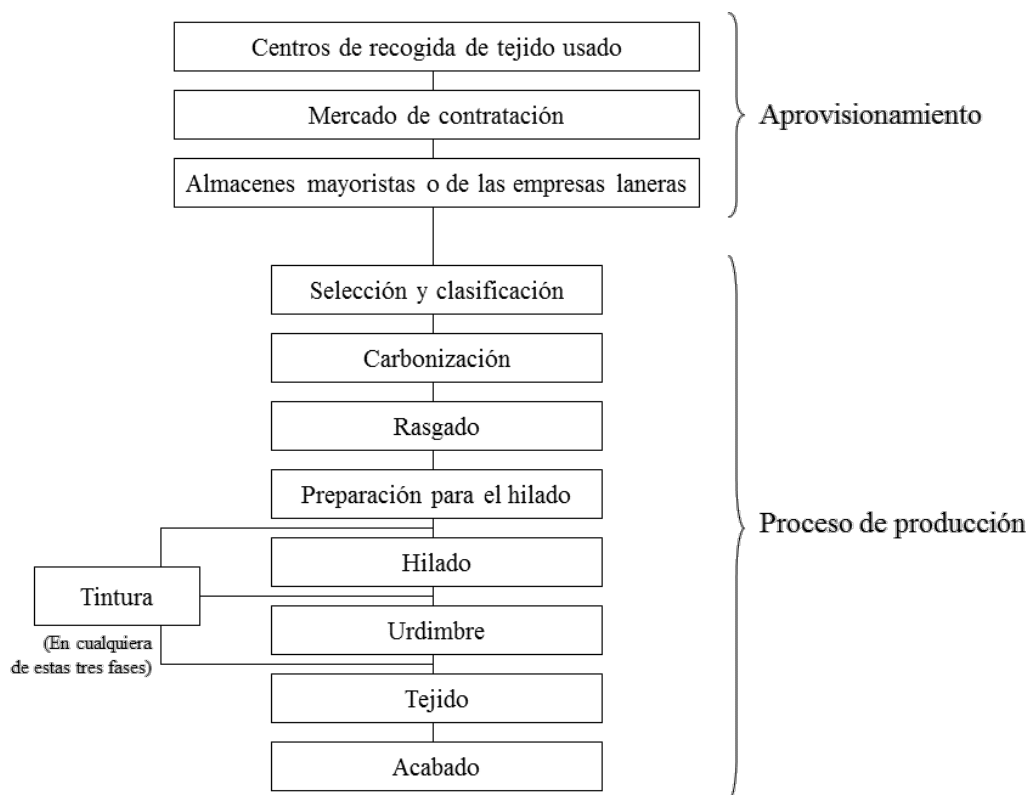 Centros de recogida de tejido usado
Mercado de contratación
Almacenes mayoristas o de las empresas laneras
Aprovisionamiento
Selección y clasificación
Carbonización
Rasgado
Preparación para el hilado
Hilado
Tintura
(En cualquiera
de estas tres fases)
Urdimbre
Tejido
Acabado
Proceso de producción